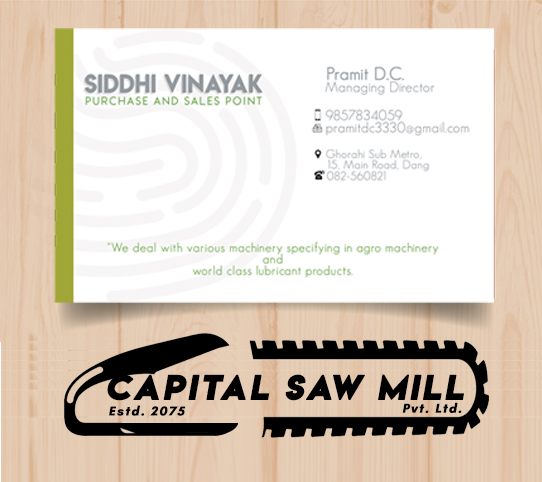 SIDDHI VINAYAK
PURCHASE AND SALES POINT
Pramit D.C.
Managing Director
9857834059
pramitdc3330@gmail.com
Ghorahi Sub Metro,
15, Main Road, Dang
082-560821
"We deal with various machinery specifying in agro machinery
and
world class lubricant products.
CAPITAL SAW MILL
Estd. 2075
Pvt. Ltd.